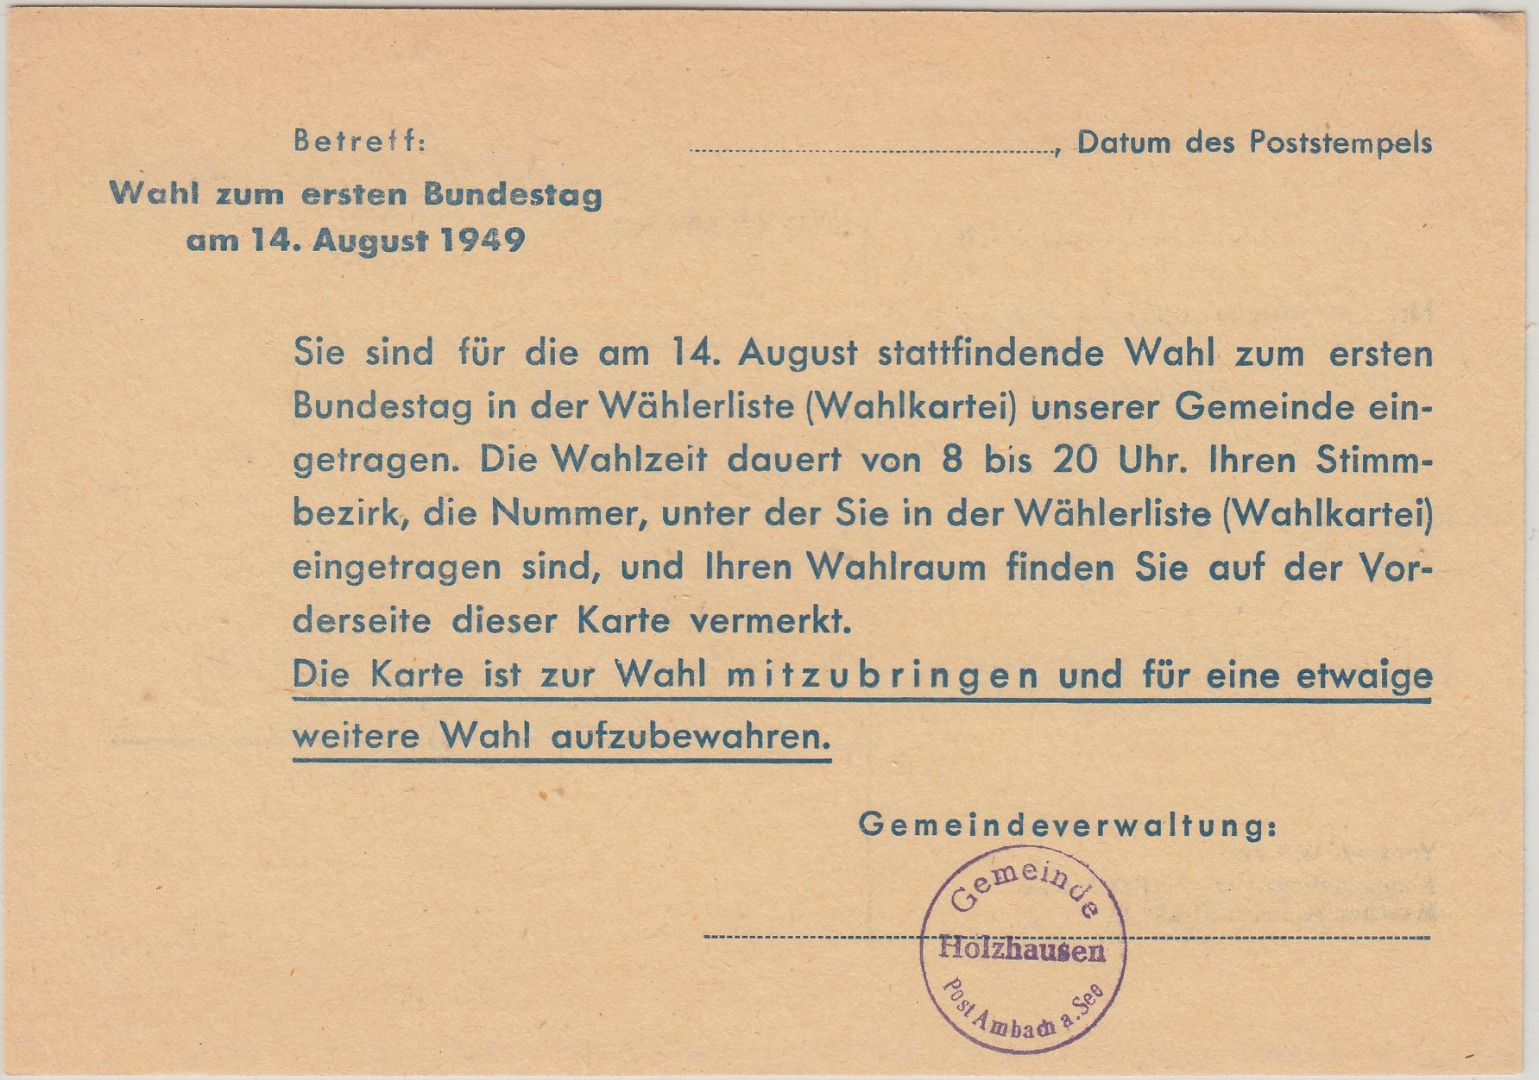 Betreff:
Wahl zum ersten Bundestag
am 14. August 1949
, Datum des Poststempels
Sie sind für die am 14. August stattfindende Wahl zum ersten
Bundestag in der Wählerliste (Wahlkartei) unserer Gemeinde ein-
getragen. Die Wahlzeit dauert von 8 bis 20 Uhr. Ihren Stimm-
bezirk, die Nummer, unter der Sie in der Wählerliste (Wahlkartei)
eingetragen sind, und Ihren Wahlraum finden Sie auf der Vor-
derseite dieser Karte vermerkt.
Die Karte ist zur Wahl mitzubringen und für eine etwaige
weitere Wahl aufzubewahren.
Gemeindeverwaltung:
Gemeinde
Holzhausen
Post Ambach a. See